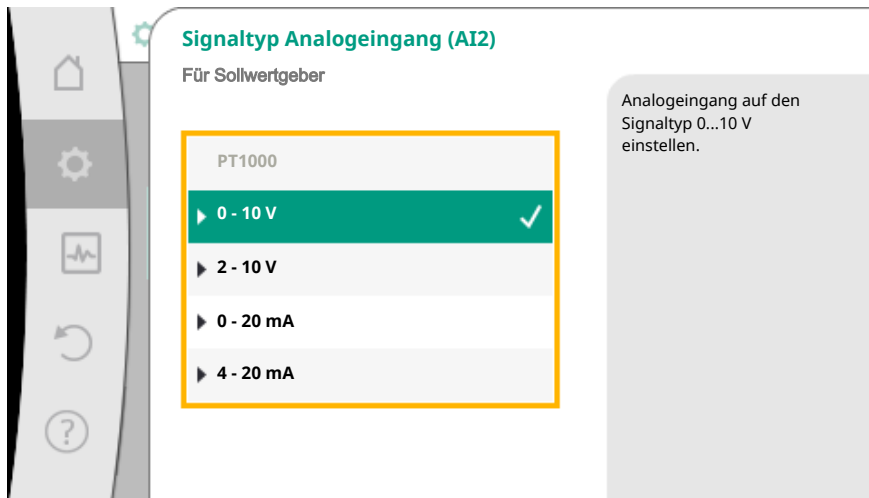 Signaltyp Analogeingang (AI2)
Für Sollwertgeber
PT1000
0 - 10 V
2 - 10 V
0 - 20 mA
4 - 20 mA
Analogeingang auf den
Signaltyp 0...10 V
einstellen.
?